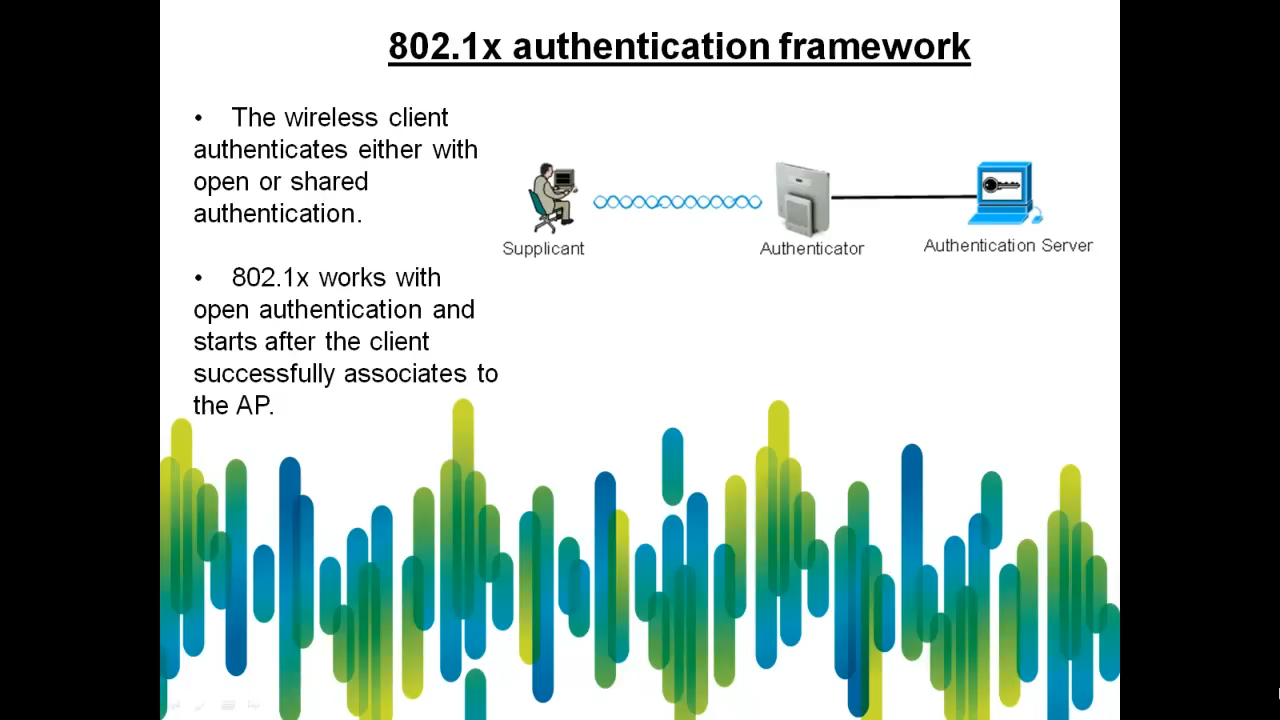 802.1x authentication framework
• The wireless client
authenticates either with
open or shared
authentication.
• 802.1x works with
open authentication and
starts after the client
successfully associates to
the AP.
Supplicant
Authenticator
Authentication Server